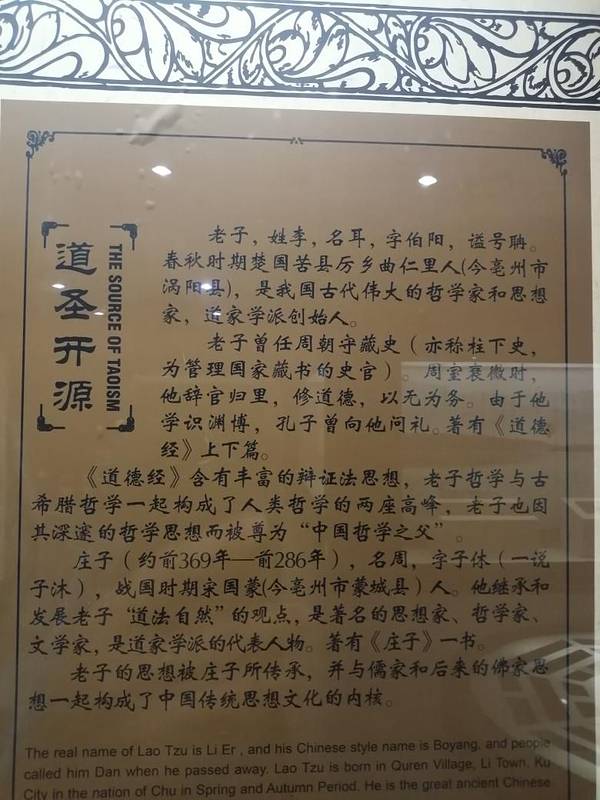 道圣开源
THE SOURCE OF TAOISM
老子，姓李，名耳，字伯阳，谥号聃。
春秋时期楚国苦县厉乡曲仁里人(今亳州市
涡阳县)，是我国古代伟大的哲学家和思想
家，道家学派创始人。
老子曾任周朝守藏史（亦称柱下史，
为管理国家藏书的史官）。周室衰微时，
他辞官归里，修道德，以无为务。由于他
学识渊博，孔子曾向他问礼。著有《道德
经》上下篇。
《道德经》含有丰富的辩证法思想，老子哲学与古
希腊哲学一起构成了人类哲学的两座高峰，老子也因
其深邃的哲学思想而被尊为“中国哲学之父”。
庄子（约前369年—前286年），名周，字子休（一说
子沐），战国时期宋国蒙(今亳州市蒙城县）人。他继承和
发展老子“道法自然”的观点，是著名的思想家、哲学家、
文学家，是道家学派的代表人物。著有《庄子》一书。
老子的思想被庄子所传承，并与儒家和后来的佛家思
想一起构成了中国传统思想文化的内核。
The real name of Lao Tzu is Li Er , and his Chinese style name is Boyang, and people
called him Dan when he passed away. Lao Tzu is born in Quren Village, Li Town, Ku
City in the nation of Chu in Spring and Autumn Period. He is the great ancient Chinese